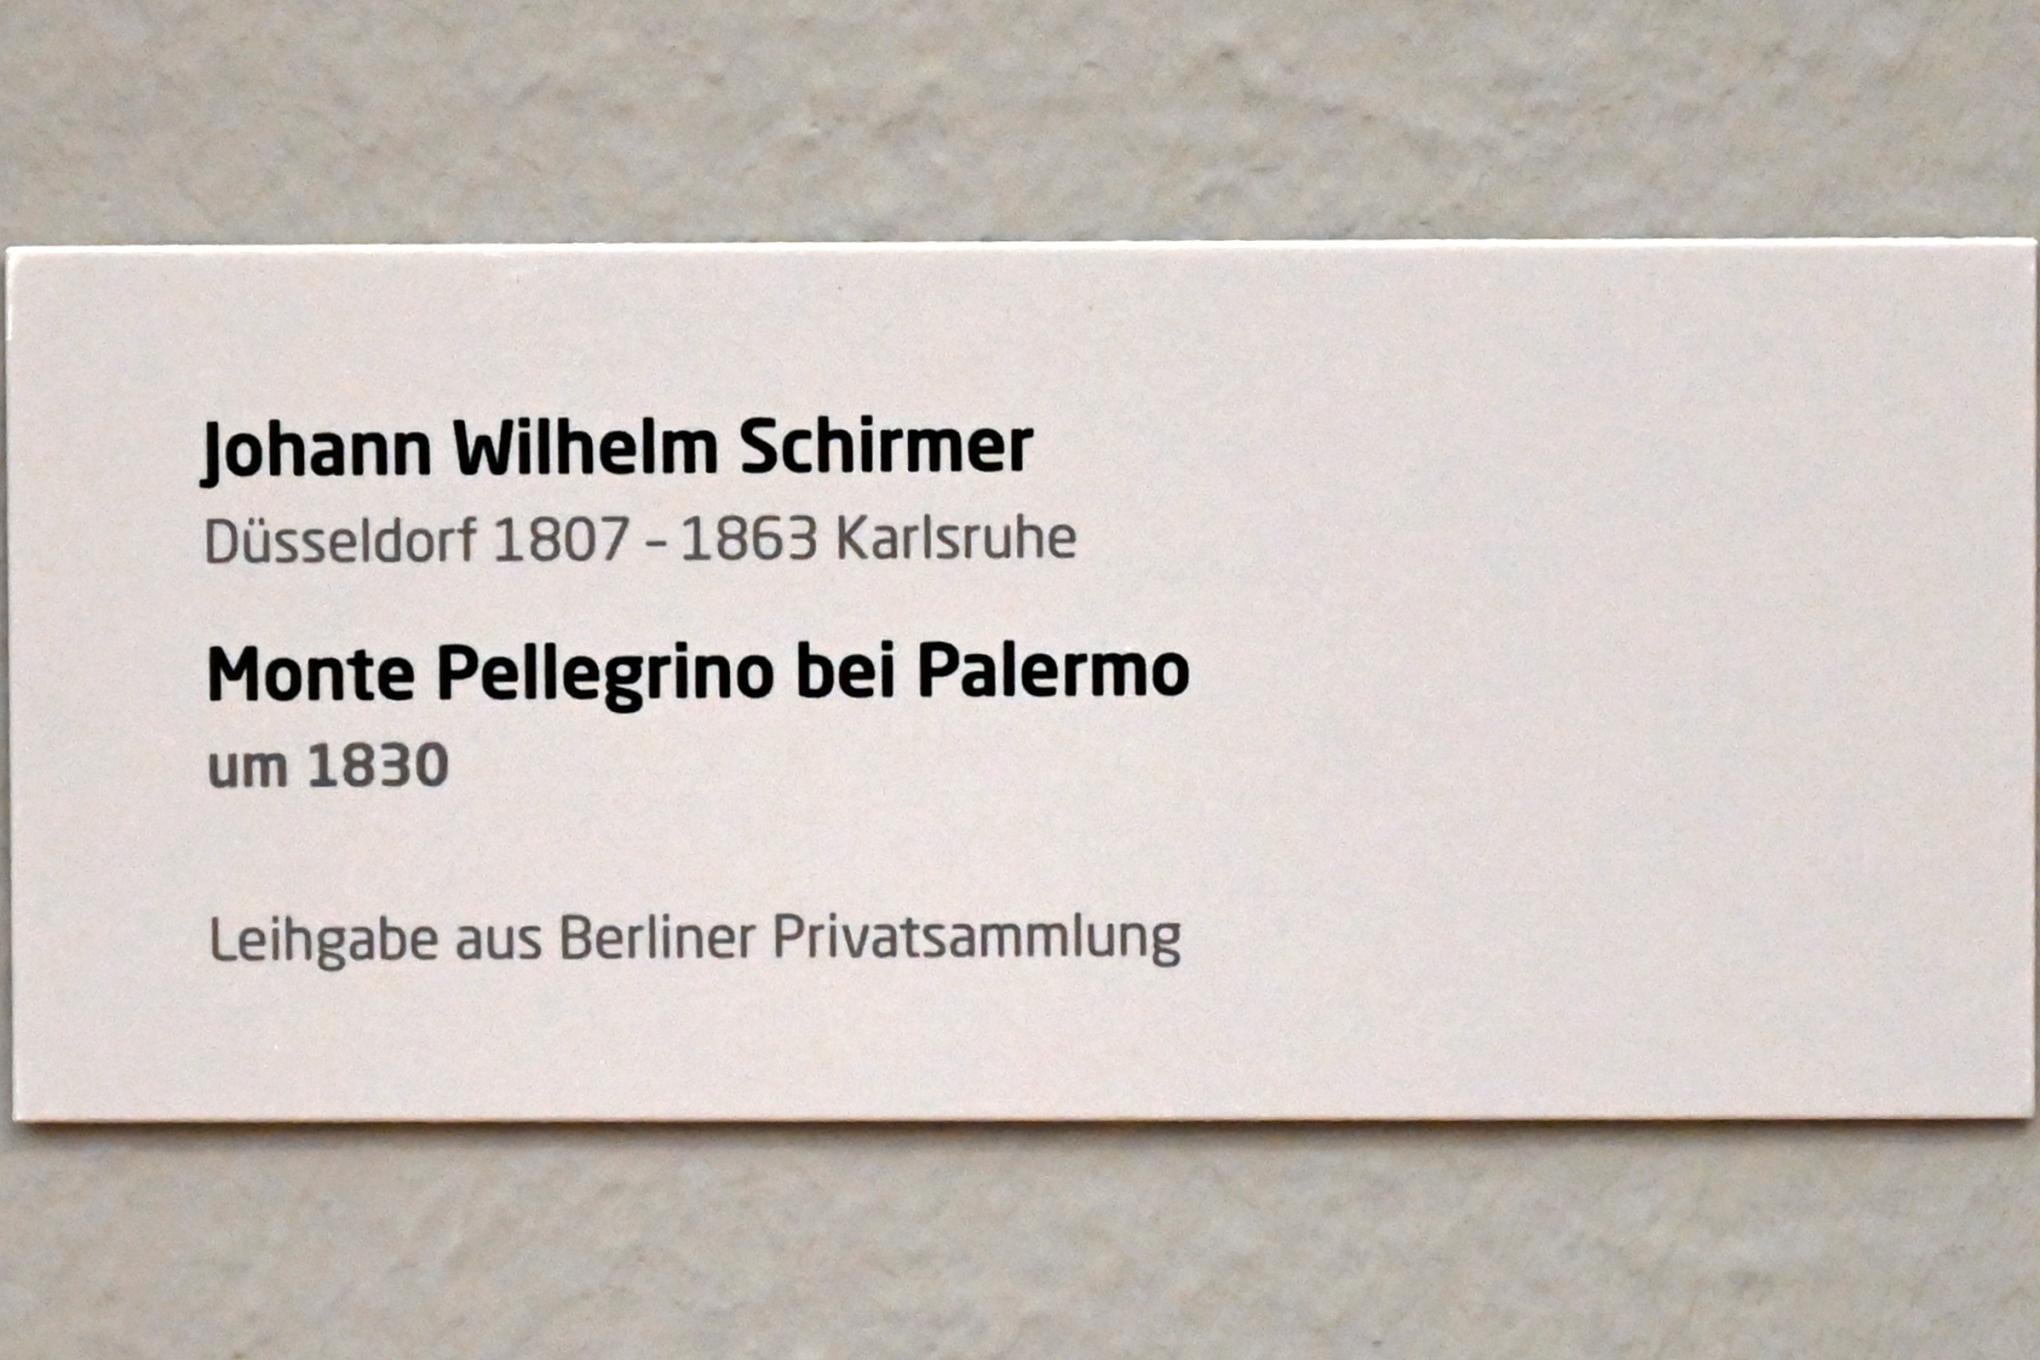 Johann Wilhelm Schirmer
Düsseldorf 1807 – 1863 Karlsruhe
Monte Pellegrino bei Palermo
um 1830
Leihgabe aus Berliner Privatsammlung